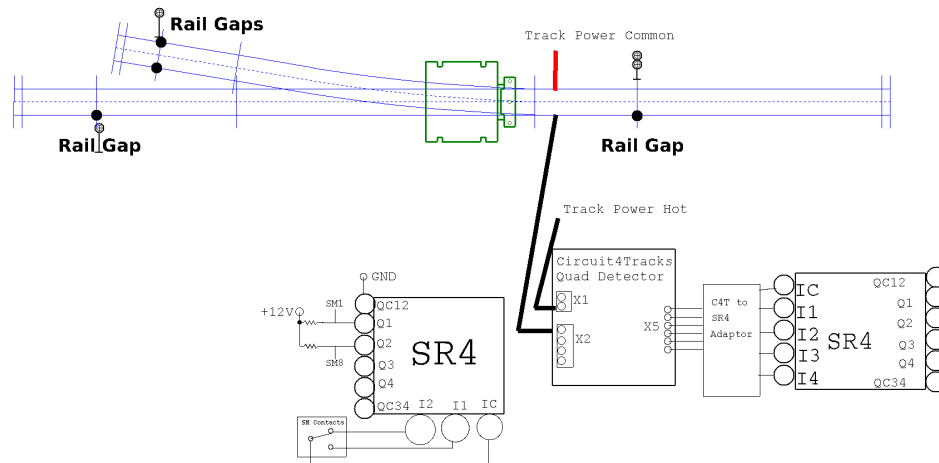 Rail Gaps
Track Power Common
Rail Gap
Rail Gap
Track Power Hot
Circuit4Tracks
Quad Detector
X1
X2
X5
C4T to
SR4
Adaptor
IC
I1
I2
I3
I4
SR4
QC12
Q1
Q2
Q3
Q4
QC34
GND
+12V
SM1
SM8
QC12
Q1
Q2
Q3
Q4
QC34
SR4
I2
I1
IC
SM Contacts